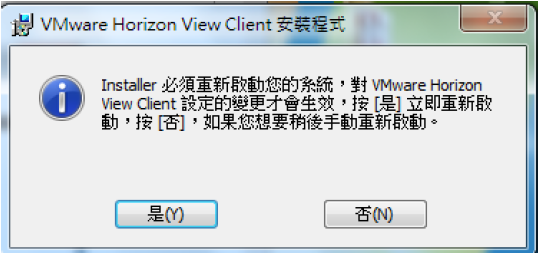 VMware Horizon View Client 安裝程式
Installer 必須重新啟動您的系統，對 VMware Horizon
View Client 設定的變更才會生效，按 [是] 立即重新啟
動，按 [否]，如果您想要稍後手動重新啟動。
是(Y)
否(N)